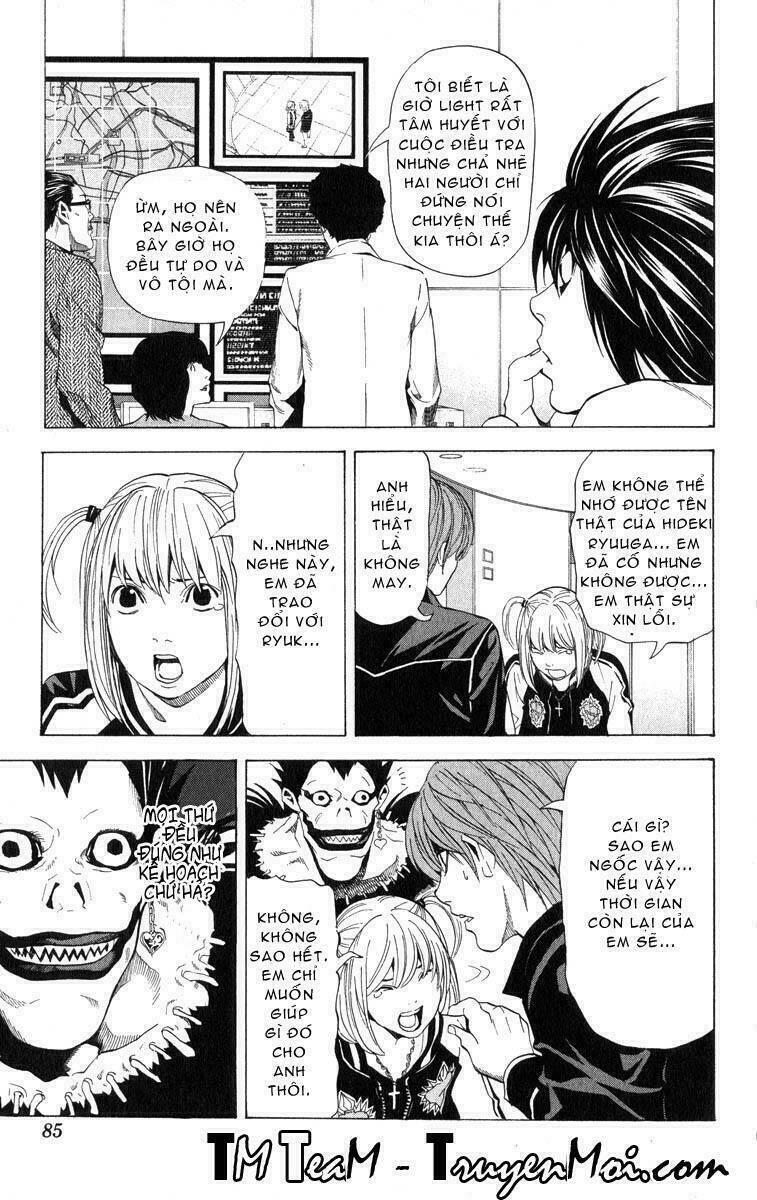 TÔI BIẾT LÀ
GIỜ LIGHT RẤT
TÂM HUYẾT VỚI
CUỘC ĐIỀU TRA
NHƯNG CHẢ NHẼ
HAI NGƯỜI CHỈ
ĐỨNG NÓI
CHUYỆN THẾ
KIA THÔI Á?
ỪM, HỌ NÊN
RA NGOÀI.
BÂY GIỜ HỌ
ĐỀU TỰ DO VÀ
VÔ TỘI MÀ.
EM KHÔNG THỂ
NHỚ ĐƯỢC TÊN
THẬT CỦA HIDEKI
RYUUGA... EM
ĐÃ CỐ NHƯNG
KHÔNG ĐƯỢC...
EM THẬT SỰ
XIN LỖI.
ANH
HIỂU,
THẬT
LÀ
KHÔNG
MAY.
N..NHƯNG
NGHE NÀY,
EM ĐÃ
TRAO
ĐỔI VỚI
RYUK...
CÁI GÌ?
SAO EM
NGỐC VẬY...
NẾU VẬY
THỜI GIAN
CÒN LẠI CỦA
EM SẼ...
KHÔNG,
KHÔNG
SAO HẾT.
EM CHỈ
MUỐN
GIÚP
GÌ ĐÓ
CHO
ANH
THÔI.
MỌI THỨ
ĐỀU
ĐÚNG NHƯ
KẾ HOẠCH
CHỨ HẢ?
85
TM TEAM - TRUYENMOI.COM